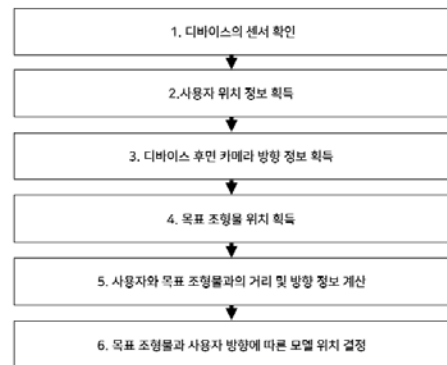 1. 디바이스의 센서 확인
2.사용자 위치 정보 획득
3. 디바이스 후면 카메라 방향 정보 획득
4. 목표 조형물 위치 획득
5. 사용자와 목표 조형물과의 거리 및 방향 정보 계산
6. 목표 조형물과 사용자 방향에 따른 모델 위치 결정